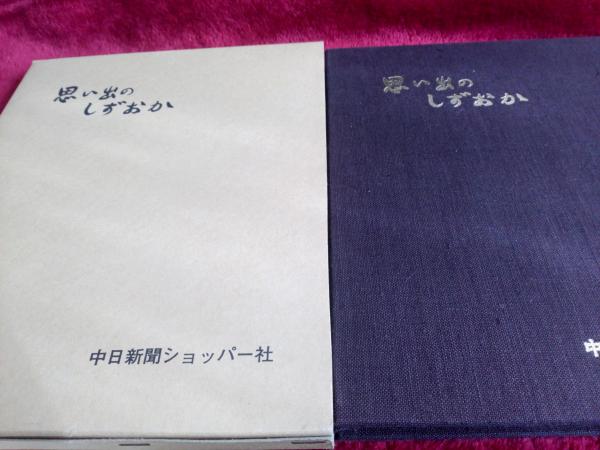 思い出の
しずおか
中日新聞ショッパー社
思い出の
しずおか
中